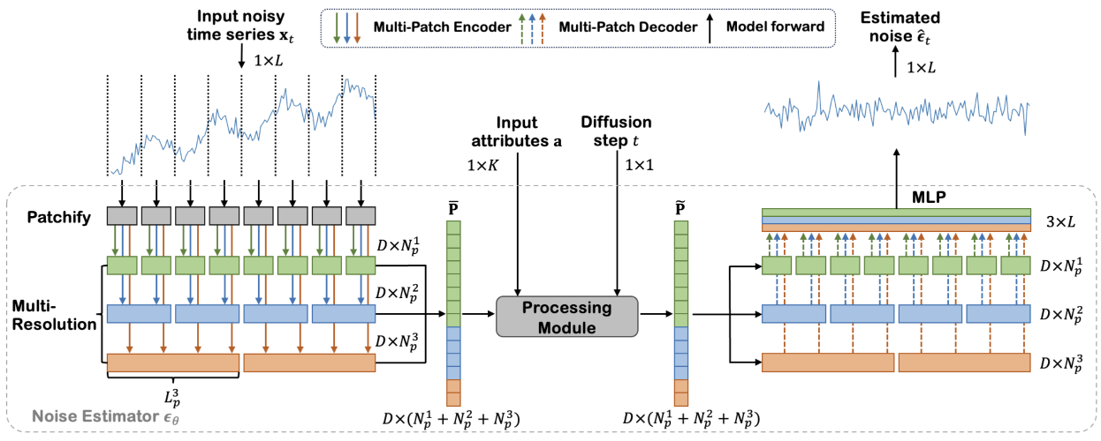 Input noisy
time series $\mathbf{x}_t$
$1 \times L$
Multi-Patch Encoder
Multi-Patch Decoder
Model forward
Estimated
noise $\hat{\epsilon}_t$
$1 \times L$
Input
attributes $\mathbf{a}$
$1 \times K$
Diffusion
step $t$
$1 \times 1$
Patchify
Multi-
Resolution
$D \times N_p^1$
$D \times N_p^2$
$D \times N_p^3$
$L_p^3$
$\bar{\mathbf{P}}$
$D \times (N_p^1 + N_p^2 + N_p^3)$
Processing
Module
$\tilde{\mathbf{P}}$
$D \times (N_p^1 + N_p^2 + N_p^3)$
MLP
$3 \times L$
$D \times N_p^1$
$D \times N_p^2$
$D \times N_p^3$
Noise Estimator $\epsilon_\theta$